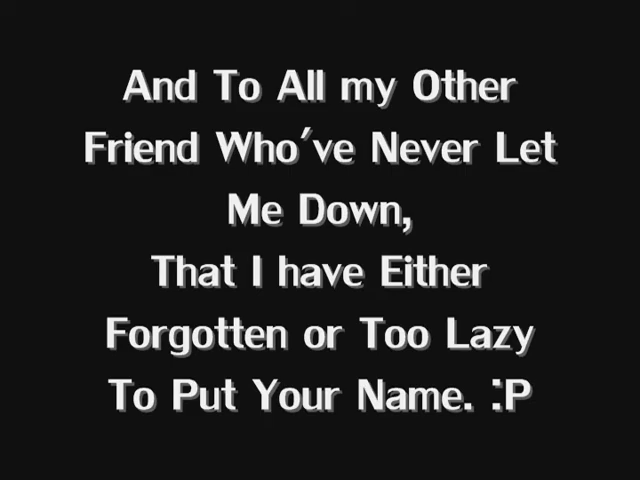 And To All my Other
Friend Who've Never Let
Me Down,
That I have Either
Forgotten or Too Lazy
To Put Your Name. :P